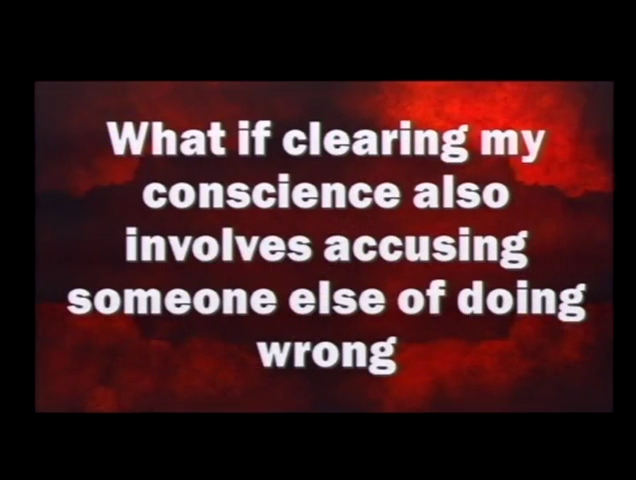 What if clearing my
conscience also
involves accusing
someone else of doing
wrong